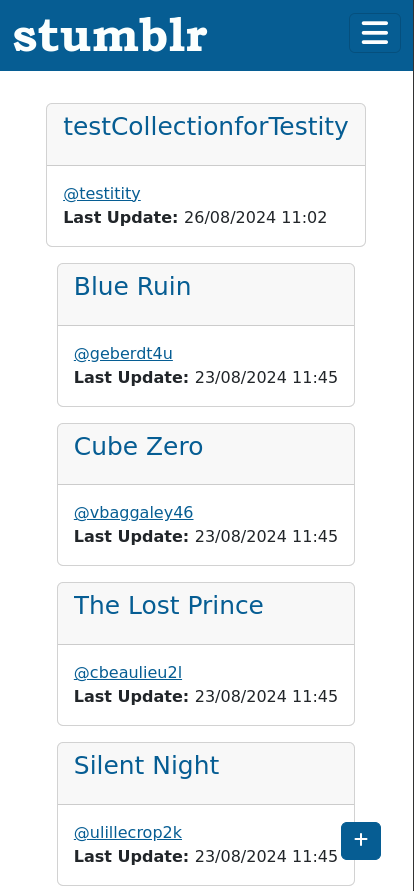 stumblr
testCollectionforTestity
@testitity
Last Update: 26/08/2024 11:02
Blue Ruin
@geberdt4u
Last Update: 23/08/2024 11:45
Cube Zero
@vbaggaley46
Last Update: 23/08/2024 11:45
The Lost Prince
@cbeaulieu2l
Last Update: 23/08/2024 11:45
Silent Night
@ulillecrop2k
Last Update: 23/08/2024 11:45
+